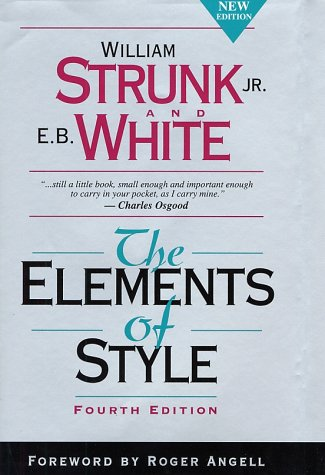 NEW
EDITION
WILLIAM
STRUNK JR.
AND
E.B. WHITE
"...still a little book, small enough and important enough
to carry in your pocket, as I carry mine."
— Charles Osgood
The
ELEMENTS
of
STYLE
FOURTH EDITION
FOREWORD BY ROGER ANGELL